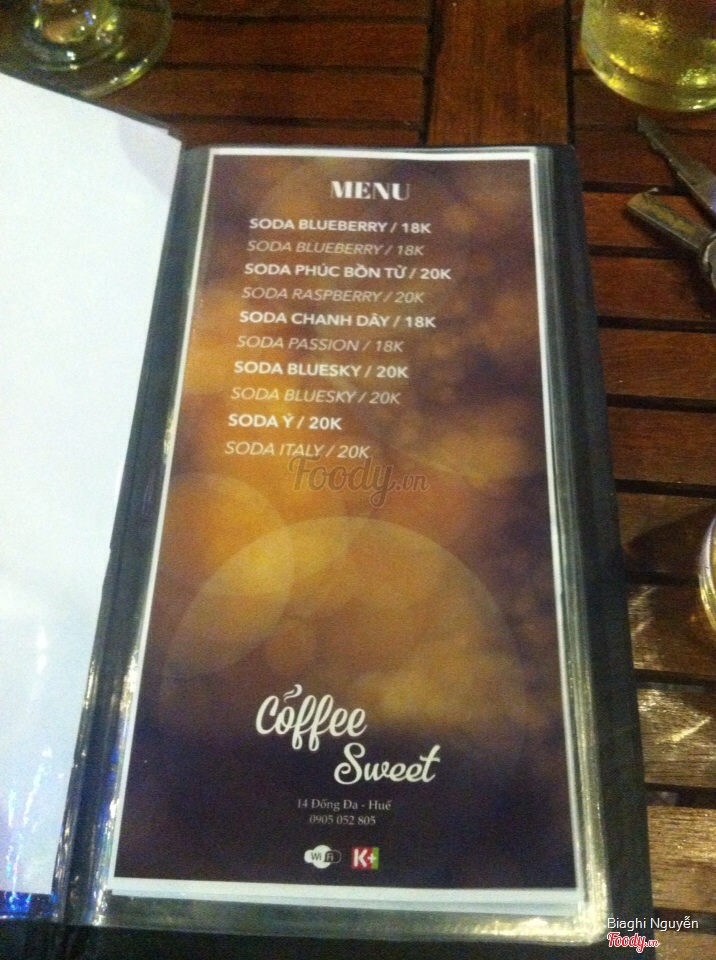 MENU
SODA BLUEBERRY / 18K
SODA BLUEBERRY / 18K
SODA PHÚC BỒN TỬ / 20K
SODA RASPBERRY / 20K
SODA CHANH DÂY / 18K
SODA PASSION / 18K
SODA BLUESKY / 20K
SODA BLUESKY / 20K
SODA Ý / 20K
SODA ITALY / 20K
Foody.vn
Coffee
Sweet
14 Đống Đa - Huế
0905 052 805
WiFi K+
Biaghi Nguyễn
Foody.vn